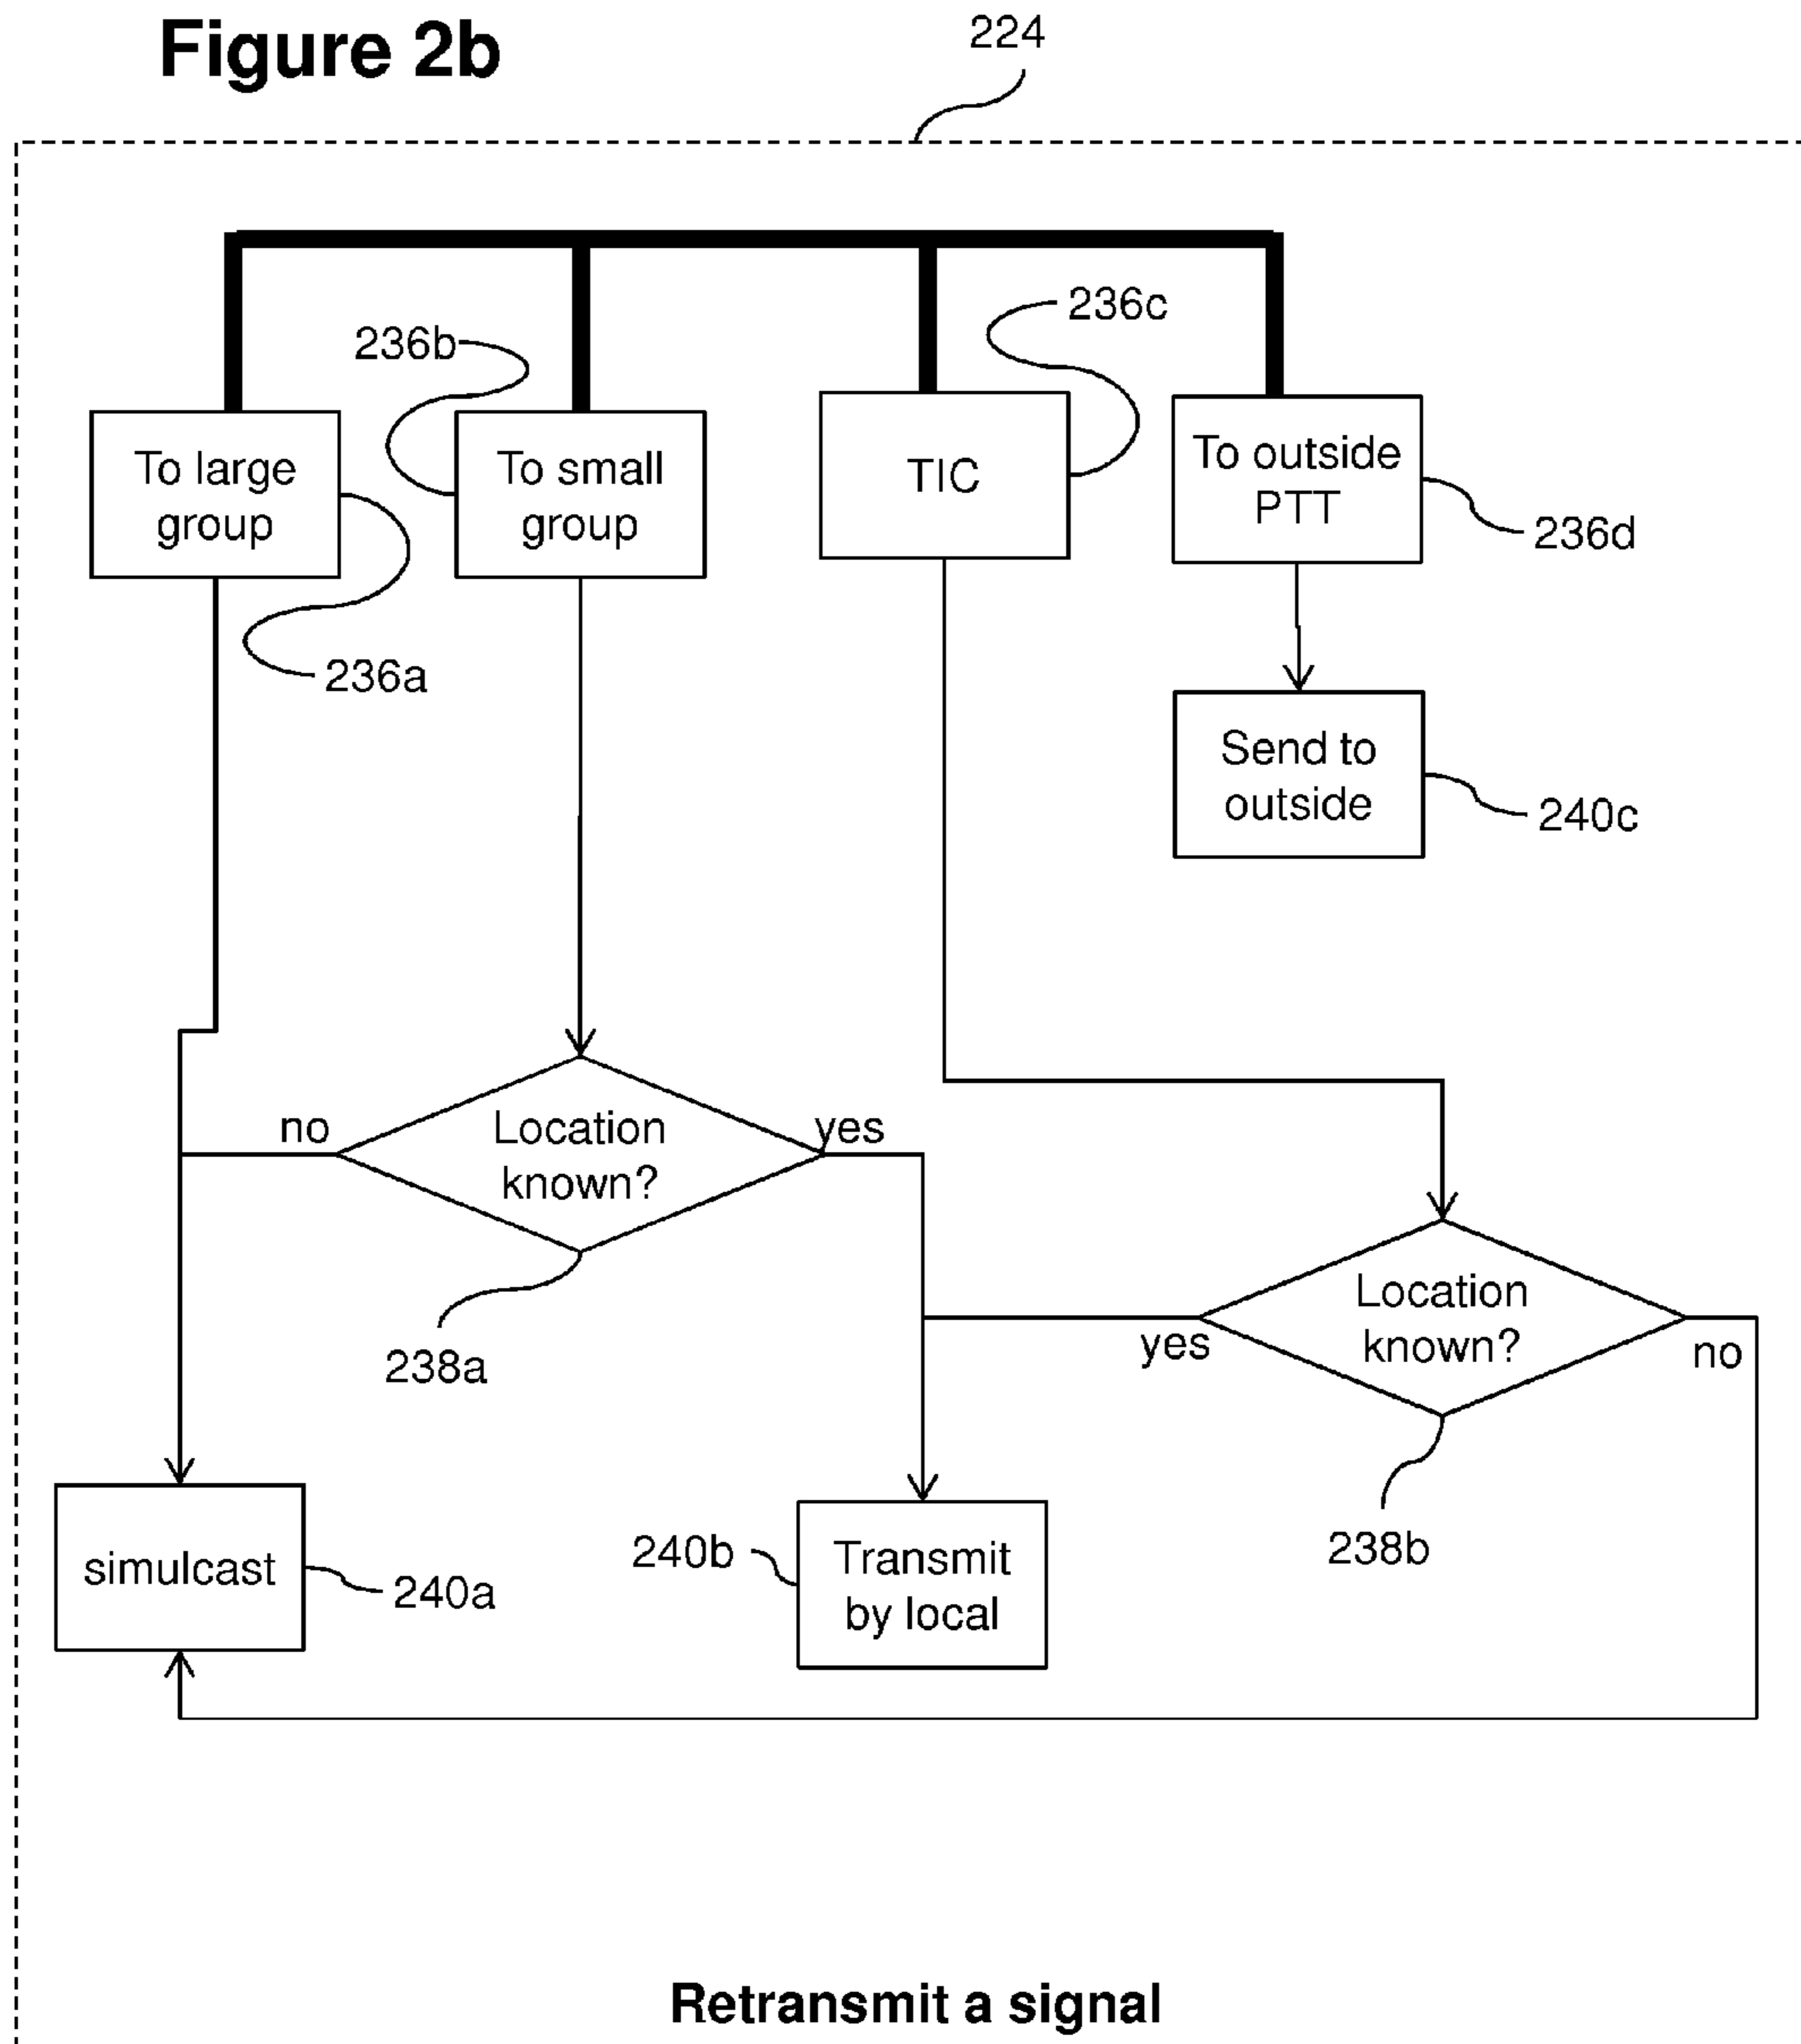 Figure 2b
224
236c
236b
To large
group
To small
group
TIC
To outside
PTT
236d
236a
Send to
outside
240c
no
Location
known?
yes
Location
known?
yes
no
238a
simulcast
240a
240b
Transmit
by local
238b
Retransmit a signal